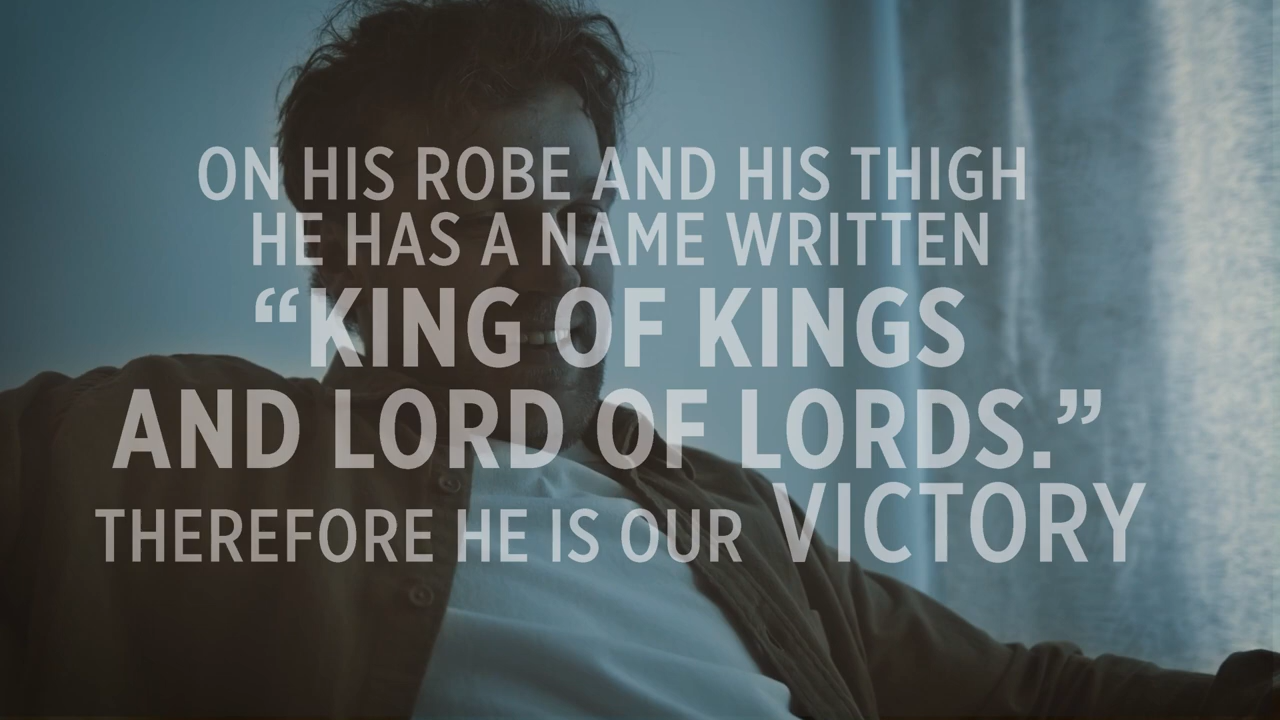 ON HIS ROBE AND HIS THIGH
HE HAS A NAME WRITTEN
“KING OF KINGS
AND LORD OF LORDS.”
THEREFORE HE IS OUR VICTORY